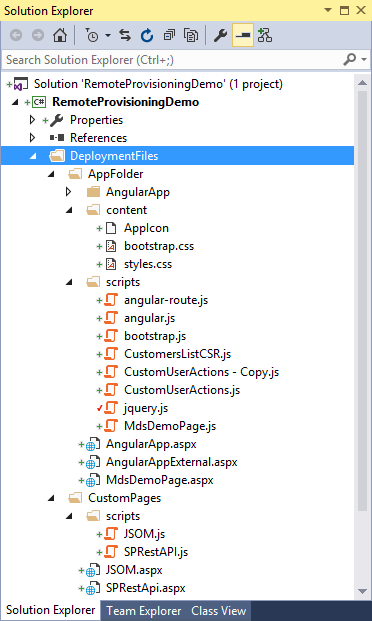 Solution Explorer
Search Solution Explorer (Ctrl+;)
Solution 'RemoteProvisioningDemo' (1 project)
C# RemoteProvisioningDemo
Properties
References
DeploymentFiles
AppFolder
AngularApp
content
AppIcon
bootstrap.css
styles.css
scripts
angular-route.js
angular.js
bootstrap.js
CustomersListCSR.js
CustomUserActions - Copy.js
CustomUserActions.js
jquery.js
MdsDemoPage.js
AngularApp.aspx
AngularAppExternal.aspx
MdsDemoPage.aspx
CustomPages
scripts
JSOM.js
SPRestAPI.js
JSOM.aspx
SPRestApi.aspx
Solution Explorer Team Explorer Class View